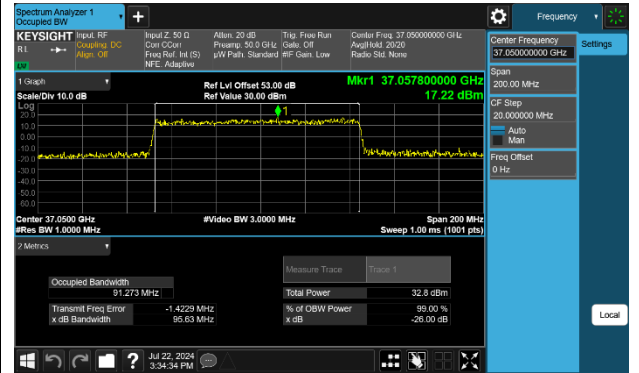 Spectrum Analyzer 1
Occupied BW
Frequency
KEYSIGHT
Input: RF
Coupling: DC
Align: Off
Input Z: 50 Ω
Corr CCorr
Freq Ref: Int (S)
NFE: Adaptive
Atten: 20 dB
Preamp: 50.0 GHz
µW Path: Standard
Trig: Free Run
Gate: Off
#IF Gain: Low
Center Freq: 37.050000000 GHz
Avg|Hold: 20/20
Radio Std: None
1 Graph
Scale/Div 10.0 dB
Ref Lvl Offset 53.00 dB
Ref Value 30.00 dBm
Mkr1 37.057800000 GHz
17.22 dBm
Log
20.0
10.0
0.00
-10.0
-20.0
-30.0
-40.0
-50.0
-60.0
1
Center 37.0500 GHz
#Res BW 1.0000 MHz
#Video BW 3.0000 MHz
Span 200 MHz
Sweep 1.00 ms (1001 pts)
2 Metrics
Measure Trace
Trace 1
Occupied Bandwidth
91.273 MHz
Total Power
32.8 dBm
Transmit Freq Error
-1.4229 MHz
% of OBW Power
99.00 %
x dB Bandwidth
95.63 MHz
x dB
-26.00 dB
Jul 22, 2024
3:34:34 PM
Center Frequency
37.050000000 GHz
Settings
Span
200.00 MHz
CF Step
20.000000 MHz
Auto
Man
Freq Offset
0 Hz
Local